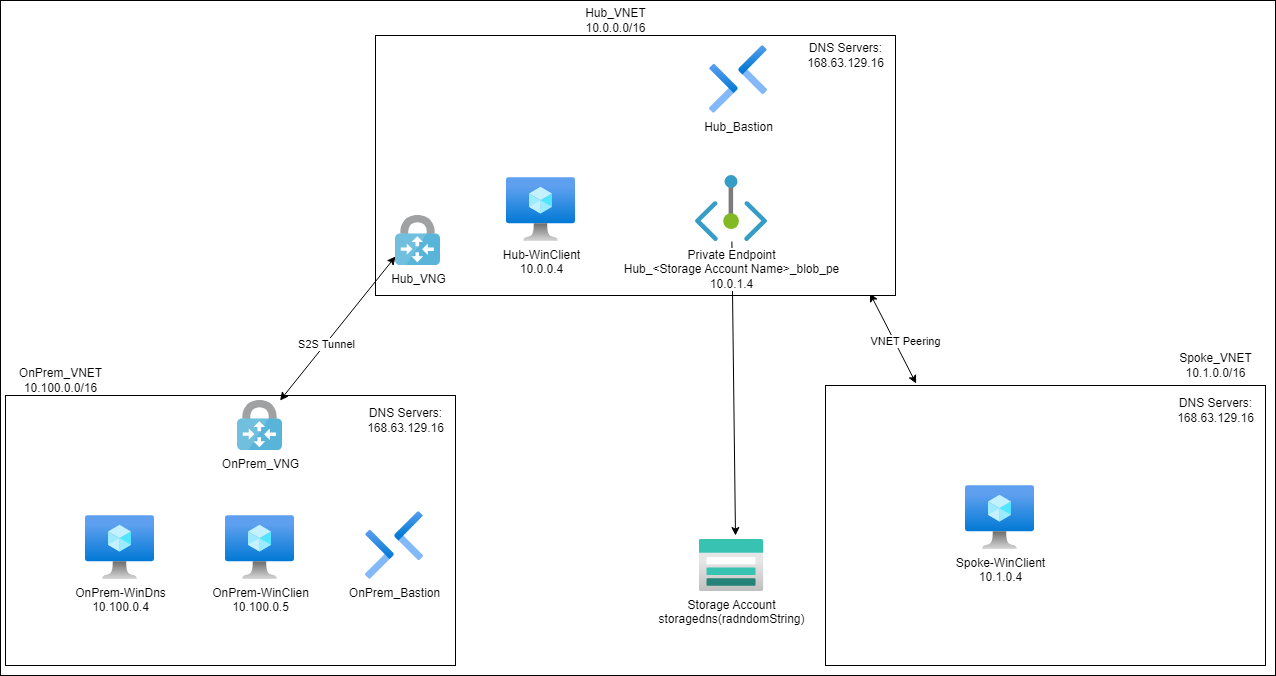 Hub_VNET
10.0.0.0/16
DNS Servers:
168.63.129.16
Hub_Bastion
Hub_VNG
Hub-WinClient
10.0.0.4
Private Endpoint
Hub_<Storage Account Name>_blob_pe
10.0.1.4
S2S Tunnel
VNET Peering
OnPrem_VNET
10.100.0.0/16
DNS Servers:
168.63.129.16
OnPrem_VNG
OnPrem-WinDns
10.100.0.4
OnPrem-WinClien
10.100.0.5
OnPrem_Bastion
Storage Account
storagedns(radndomString)
Spoke_VNET
10.1.0.0/16
DNS Servers:
168.63.129.16
Spoke-WinClient
10.1.0.4